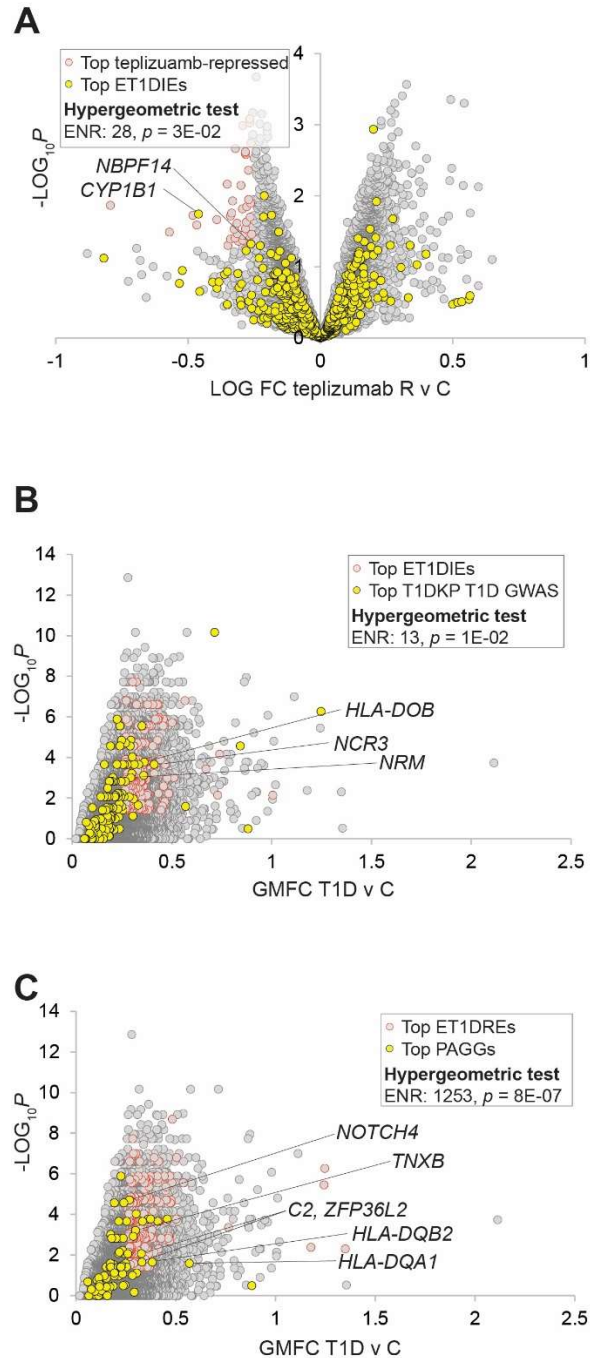 A
Top teplizuamb-repressed
Top ET1DIEs
Hypergeometric test
ENR: 28, p = 3E-02
NBPF14
CYP1B1
-LOG10P
4
3
2
1
0
-1
-0.5
0
0.5
1
LOG FC teplizumab R v C
B
Top ET1DIEs
Top T1DKP T1D GWAS
Hypergeometric test
ENR: 13, p = 1E-02
HLA-DOB
NCR3
NRM
-LOG10P
14
12
10
8
6
4
2
0
0
0.5
1
1.5
2
2.5
GMFC T1D v C
C
Top ET1DREs
Top PAGGs
Hypergeometric test
ENR: 1253, p = 8E-07
NOTCH4
TNXB
C2, ZFP36L2
HLA-DQB2
HLA-DQA1
-LOG10P
14
12
10
8
6
4
2
0
0
0.5
1
1.5
2
2.5
GMFC T1D v C